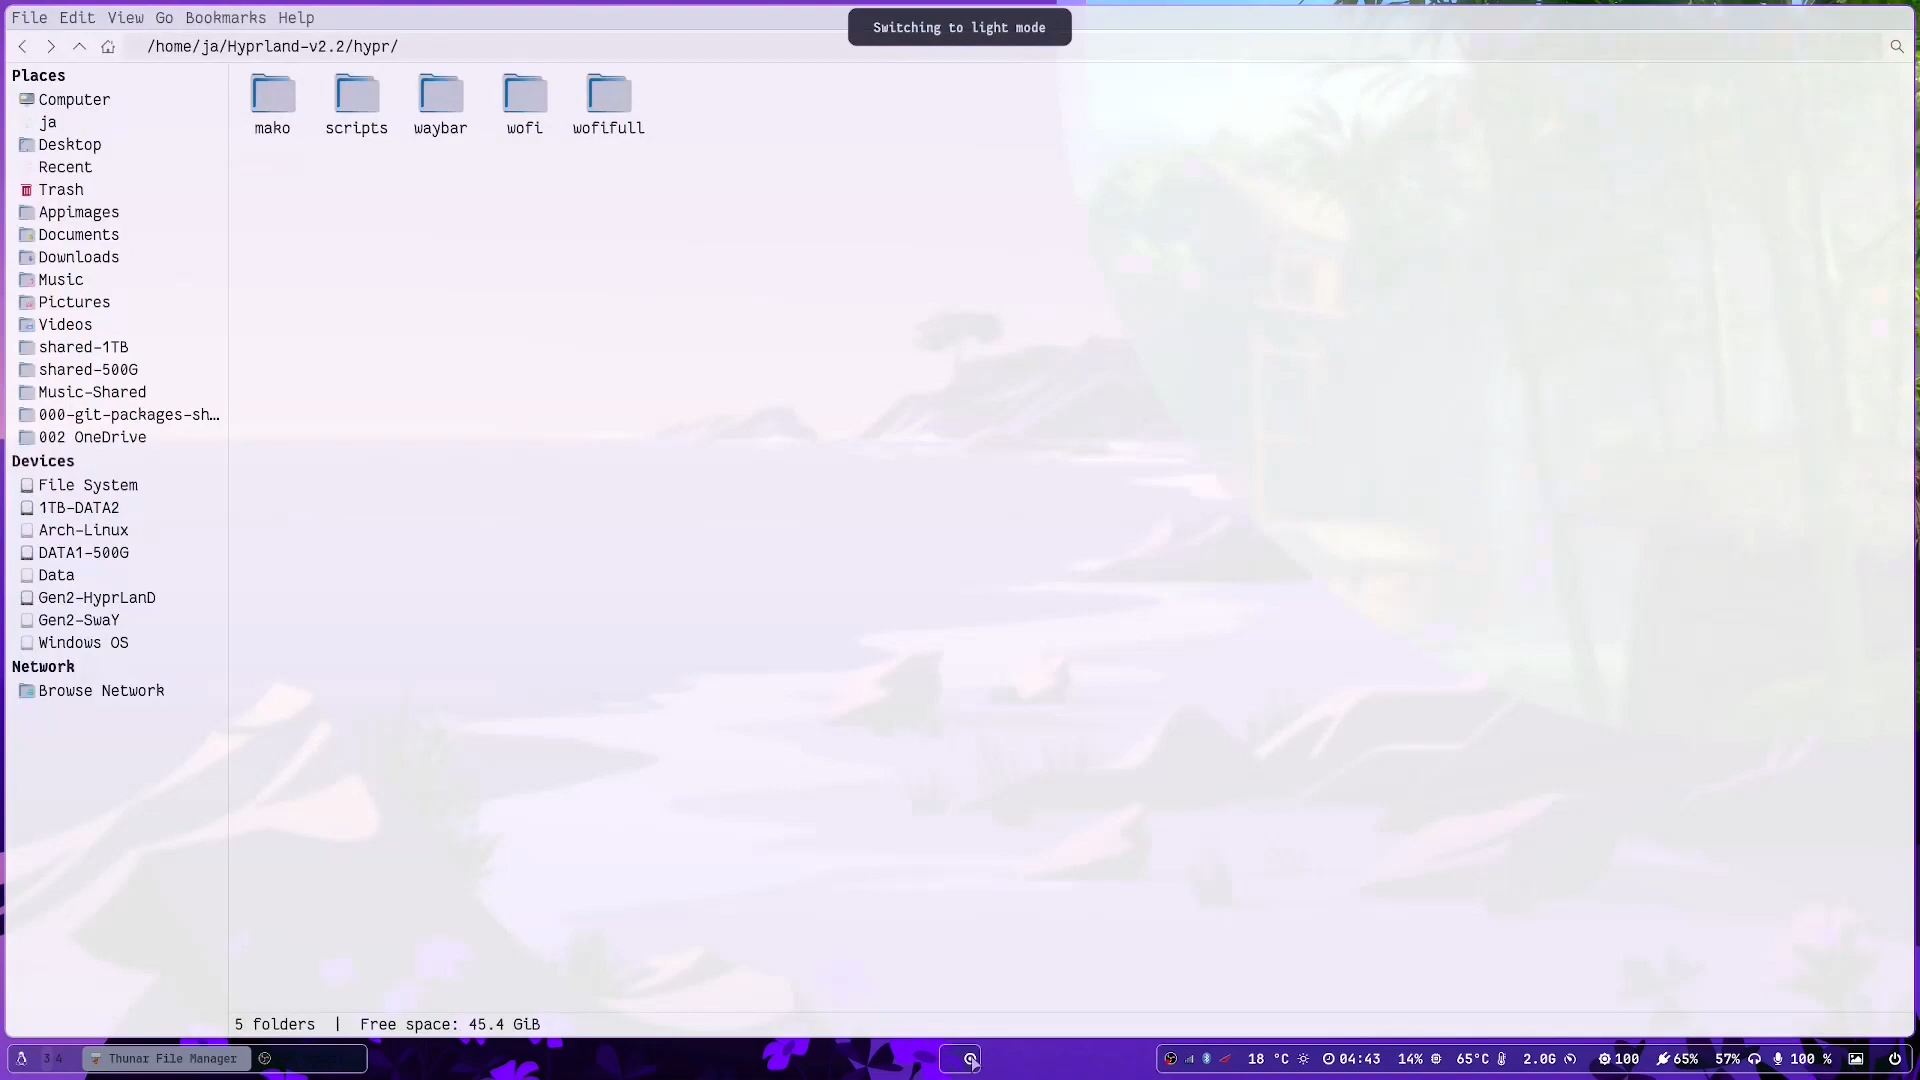 File Edit View Go Bookmarks Help
Switching to light mode
/home/ja/Hyprland-v2.2/hypr/
Places
Computer
ja
Desktop
Recent
Trash
Appimages
Documents
Downloads
Music
Pictures
Videos
shared-1TB
shared-500G
Music-Shared
000-git-packages-sh…
002 OneDrive
Devices
File System
1TB-DATA2
Arch-Linux
DATA1-500G
Data
Gen2-HyprLanD
Gen2-SwaY
Windows OS
Network
Browse Network
mako scripts waybar wofi wofifull
5 folders | Free space: 45.4 GiB
3 4 Thunar File Manager
18 °C 04:43 14% 65°C 2.0G 100 65% 57% 100 %